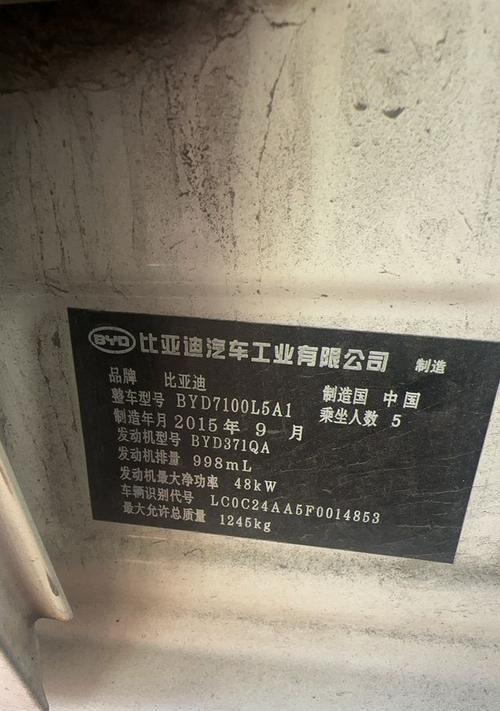 BYD 比亚迪汽车工业有限公司 制造
品牌 比亚迪 制造国 中国
整车型号 BYD7100L5A1 乘坐人数 5
制造年月 2015年 9 月
发动机型号 BYD371QA
发动机排量 998mL
发动机最大净功率 48kW
车辆识别代号 LC0C24AA5F0014853
最大允许总质量 1245kg